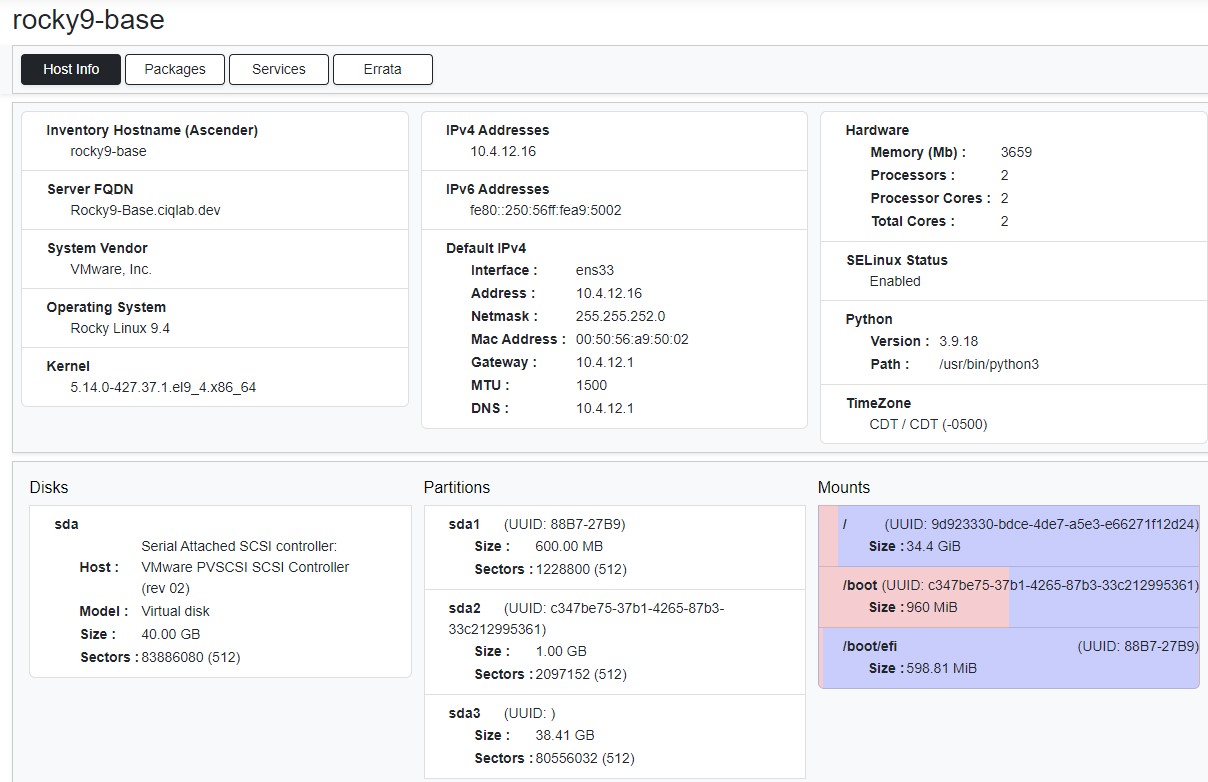 rocky9-base
Host Info Packages Services Errata
Inventory Hostname (Ascender)
rocky9-base
Server FQDN
Rocky9-Base.ciqlab.dev
System Vendor
VMware, Inc.
Operating System
Rocky Linux 9.4
Kernel
5.14.0-427.37.1.el9_4.x86_64
IPv4 Addresses
10.4.12.16
IPv6 Addresses
fe80::250:56ff:fea9:5002
Default IPv4
Interface : ens33
Address : 10.4.12.16
Netmask : 255.255.252.0
Mac Address : 00:50:56:a9:50:02
Gateway : 10.4.12.1
MTU : 1500
DNS : 10.4.12.1
Hardware
Memory (Mb) : 3659
Processors : 2
Processor Cores : 2
Total Cores : 2
SELinux Status
Enabled
Python
Version : 3.9.18
Path : /usr/bin/python3
TimeZone
CDT / CDT (-0500)
Disks
sda
Serial Attached SCSI controller:
Host : VMware PVSCSI SCSI Controller
(rev 02)
Model : Virtual disk
Size : 40.00 GB
Sectors : 83886080 (512)
Partitions
sda1 (UUID: 88B7-27B9)
Size : 600.00 MB
Sectors : 1228800 (512)
sda2 (UUID: c347be75-37b1-4265-87b3-
33c212995361)
Size : 1.00 GB
Sectors : 2097152 (512)
sda3 (UUID: )
Size : 38.41 GB
Sectors : 80556032 (512)
Mounts
/ (UUID: 9d923330-bdce-4de7-a5e3-e66271f12d24)
Size : 34.4 GiB
/boot (UUID: c347be75-37b1-4265-87b3-33c212995361)
Size : 960 MiB
/boot/efi (UUID: 88B7-27B9)
Size : 598.81 MiB